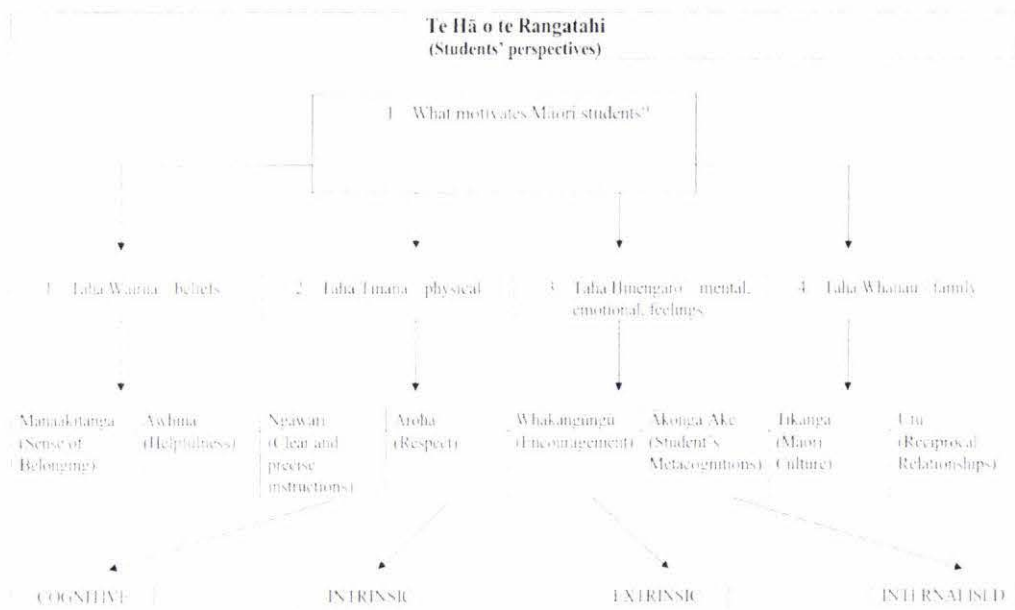 Te Hā o te Rangatahi
(Students' perspectives)
1 What motivates Māori students?
1 Taha Wairua beliefs
2 Taha Tinana physical
3 Taha Hinengaro mental,
emotional, feelings
4 Taha Whanau family
Manaakitanga
(Sense of
Belonging)
Awhina
(Helpfulness)
Ngawari
(Clear and
precise
instructions)
Aroha
(Respect)
Whakangungu
(Encouragement)
Akonga Ake
(Student's
Metacognitions)
Tikanga
(Maori
Culture)
Utu
(Reciprocal
Relationships)
COGNITIVE
INTRINSIC
EXTRINSIC
INTERNALISED